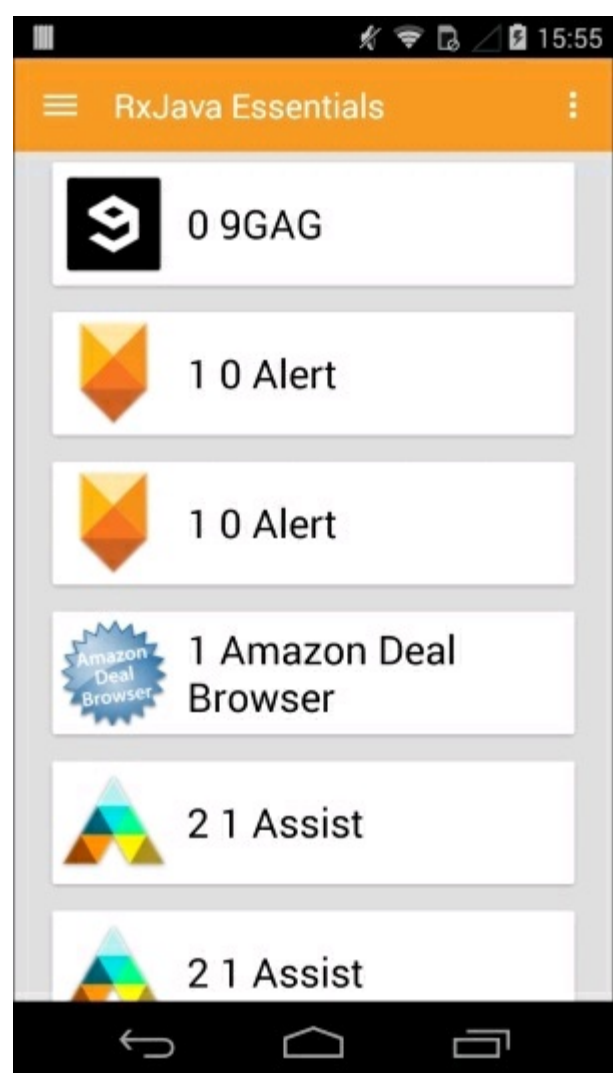 15:55
RxJava Essentials
0 9GAG
1 0 Alert
1 0 Alert
Amazon
Deal
Browser
1 Amazon Deal
Browser
2 1 Assist
2 1 Assist